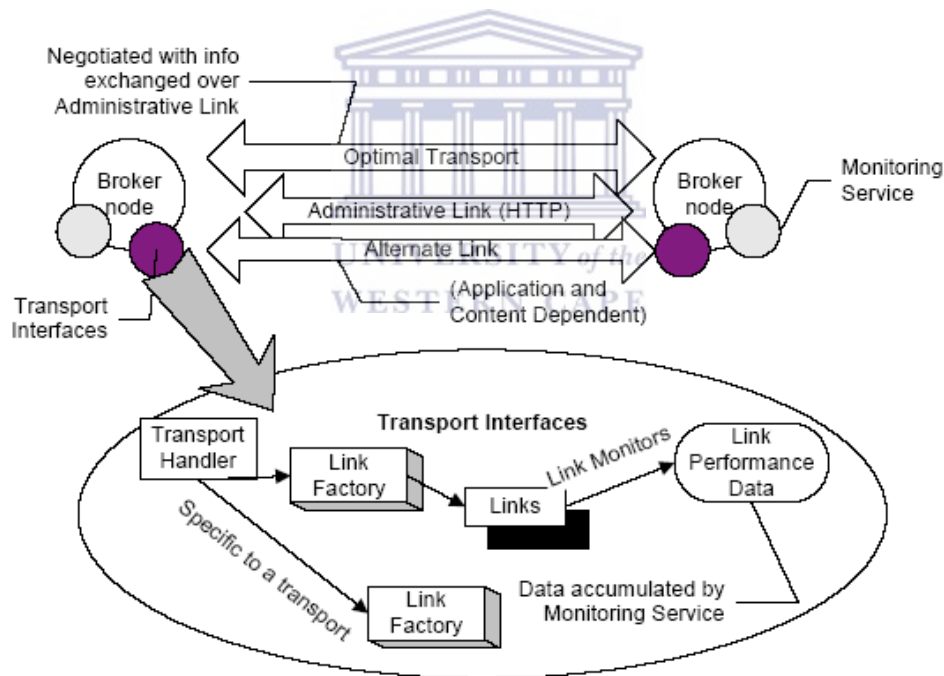 Negotiated with info
exchanged over
Administrative Link
Optimal Transport
Broker
node
Broker
node
Monitoring
Service
Administrative Link (HTTP)
Alternate Link
UNIVERSITY of the
WESTERN CAPE
(Application and
Content Dependent)
Transport
Interfaces
Transport Interfaces
Transport
Handler
Link
Factory
Links
Link Monitors
Link
Performance
Data
Specific to a transport
Link
Factory
Data accumulated by
Monitoring Service